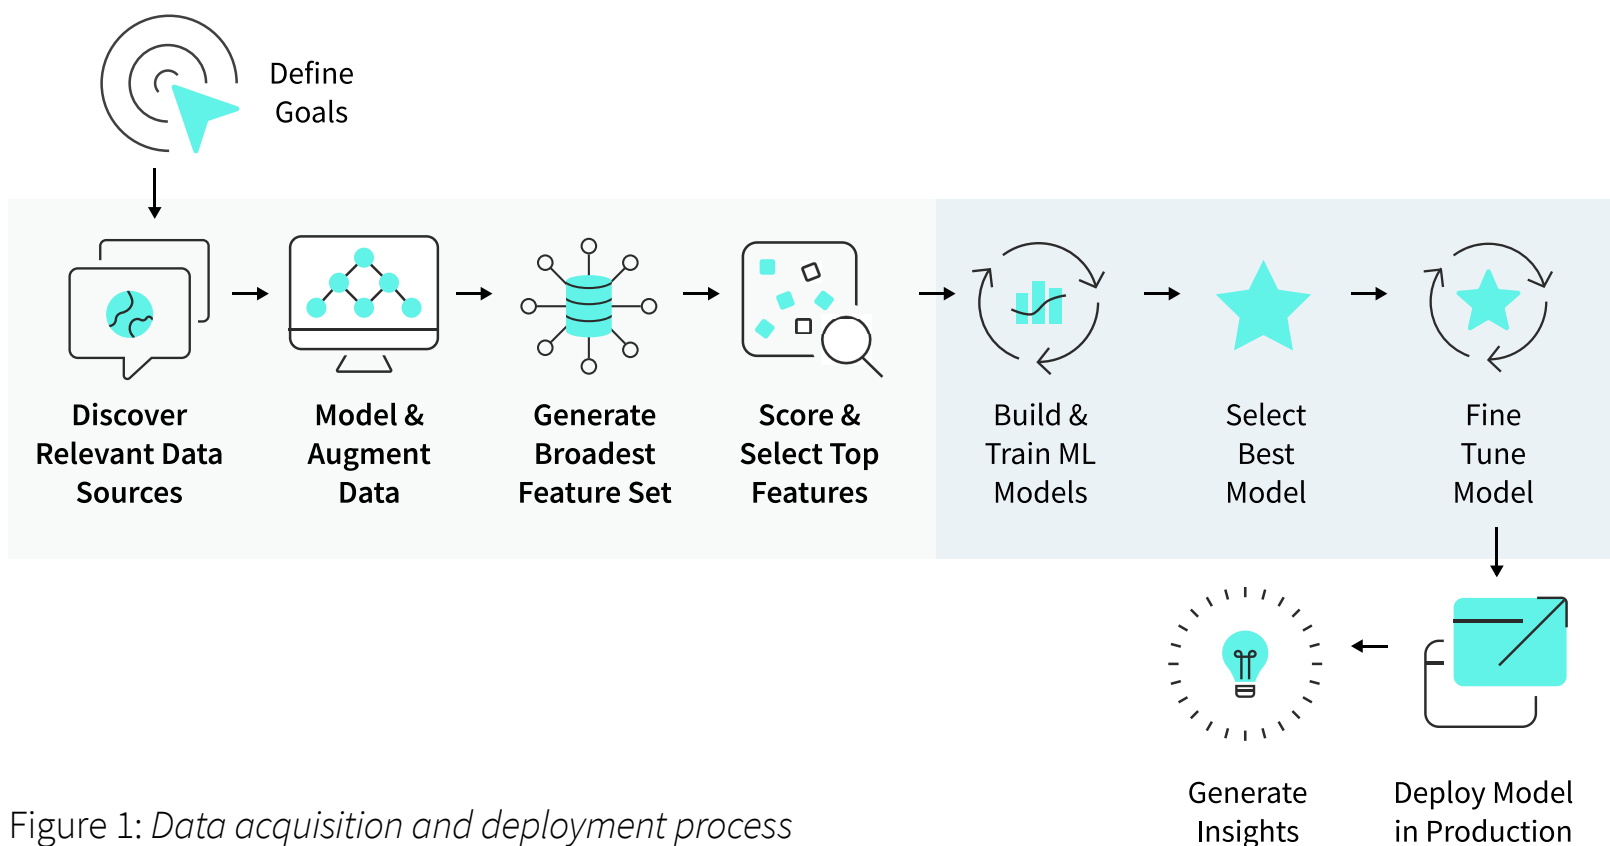 Define
Goals
Discover
Relevant Data
Sources
Model &
Augment
Data
Generate
Broadest
Feature Set
Score &
Select Top
Features
Build &
Train ML
Models
Select
Best
Model
Fine
Tune
Model
Deploy Model
in Production
Generate
Insights
Figure 1: Data acquisition and deployment process